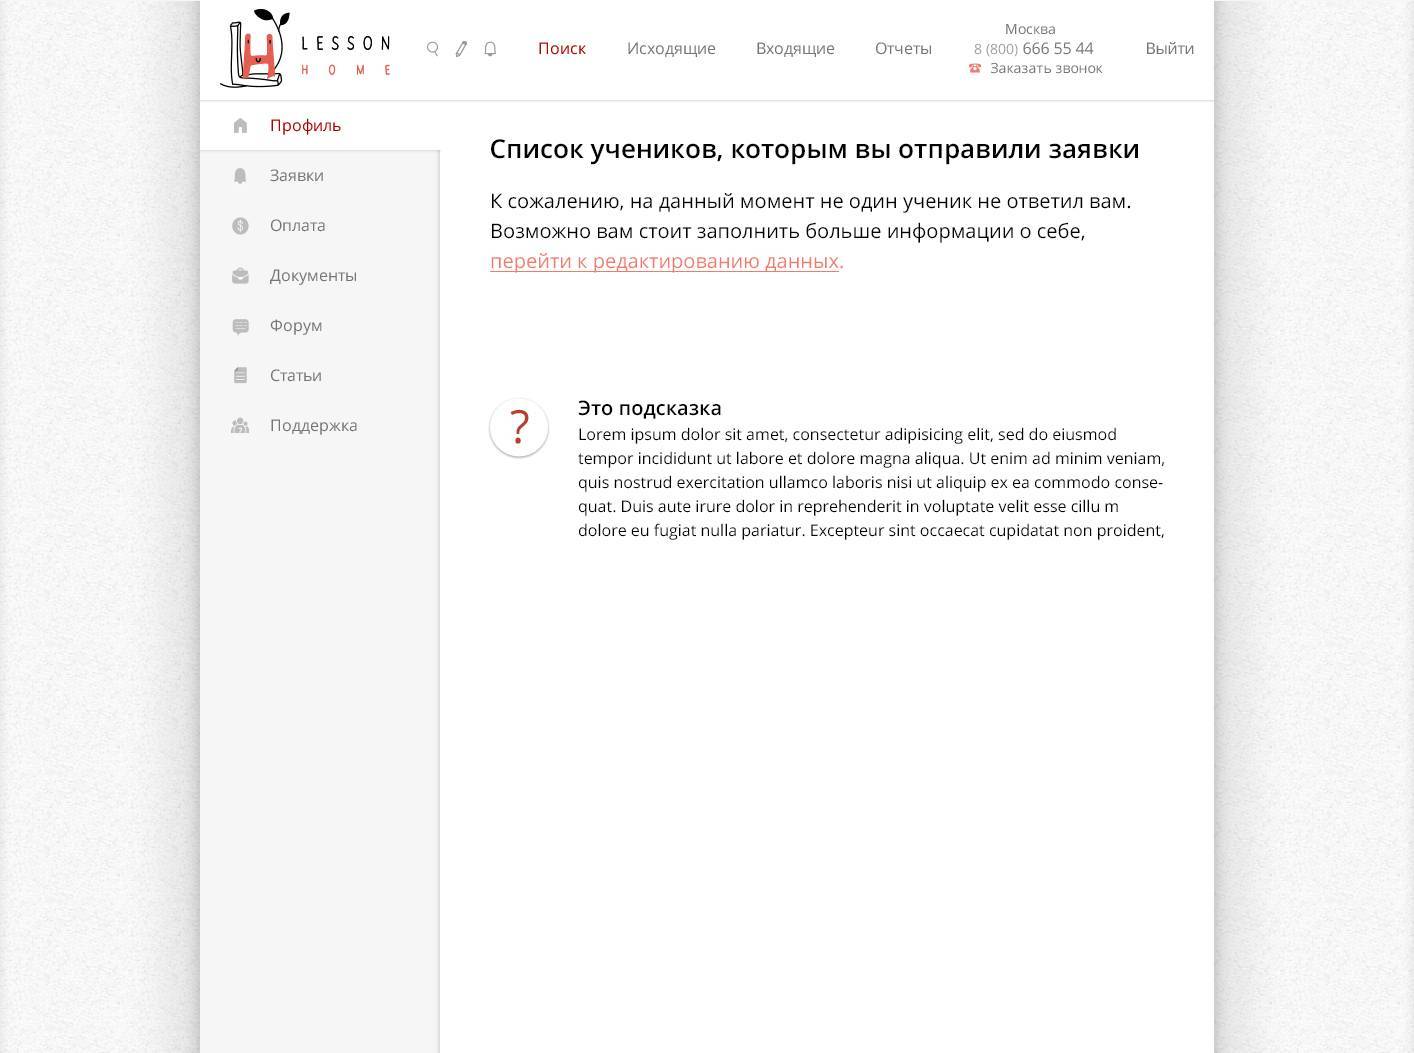 LESSON
HOME
Поиск
Исходящие
Входящие
Отчеты
Москва
8 (800) 666 55 44
Заказать звонок
Выйти
Профиль
Заявки
Оплата
Документы
Форум
Статьи
Поддержка
Список учеников, которым вы отправили заявки
К сожалению, на данный момент не один ученик не ответил вам.
Возможно вам стоит заполнить больше информации о себе,
перейти к редактированию данных.
?
Это подсказка
Lorem ipsum dolor sit amet, consectetur adipisicing elit, sed do eiusmod
tempor incididunt ut labore et dolore magna aliqua. Ut enim ad minim veniam,
quis nostrud exercitation ullamco laboris nisi ut aliquip ex ea commodo conse-
quat. Duis aute irure dolor in reprehenderit in voluptate velit esse cillu m
dolore eu fugiat nulla pariatur. Excepteur sint occaecat cupidatat non proident,